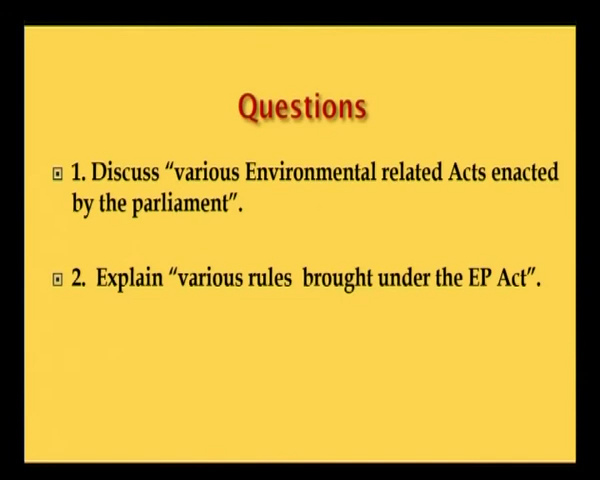 Questions
1. Discuss “various Environmental related Acts enacted
by the parliament”.
2. Explain “various rules brought under the EP Act”.